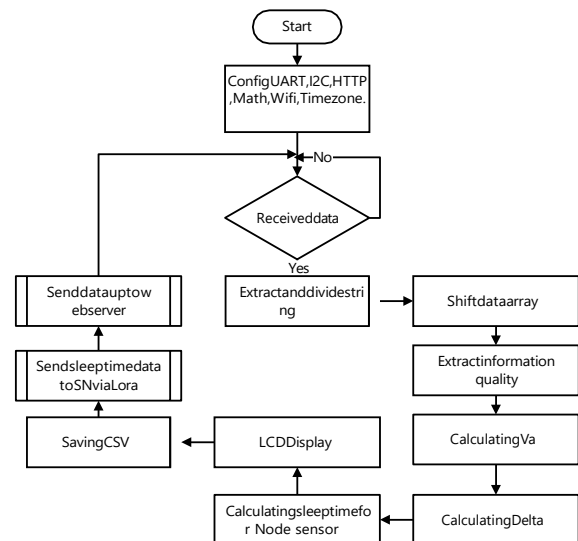 Start
ConfigUART,I2C,HTTP
,Math,Wifi,Timezone.
No
Receiveddata
Yes
Extractanddividestri
ng
Shiftdataarray
Extractinformation
quality
CalculatingVa
CalculatingDelta
Calculatingsleeptimefo
r Node sensor
LCDDisplay
SavingCSV
Sendsleeptimedata
toSNviaLora
Senddatauptow
ebserver